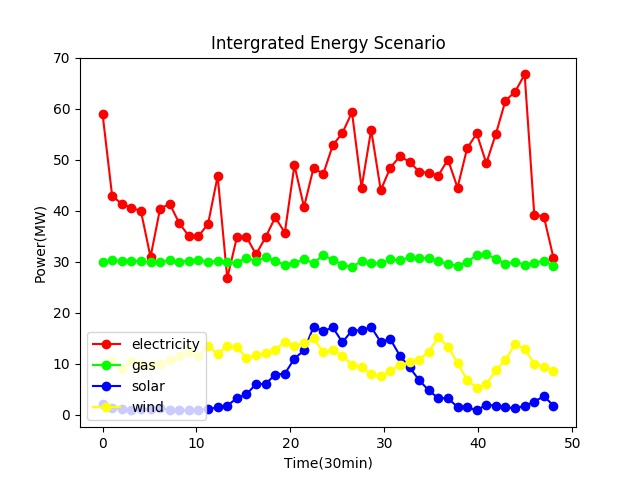 Intergrated Energy Scenario
Power(MW)
70
60
50
40
30
20
10
0
electricity
gas
solar
wind
0 10 20 30 40 50
Time(30min)